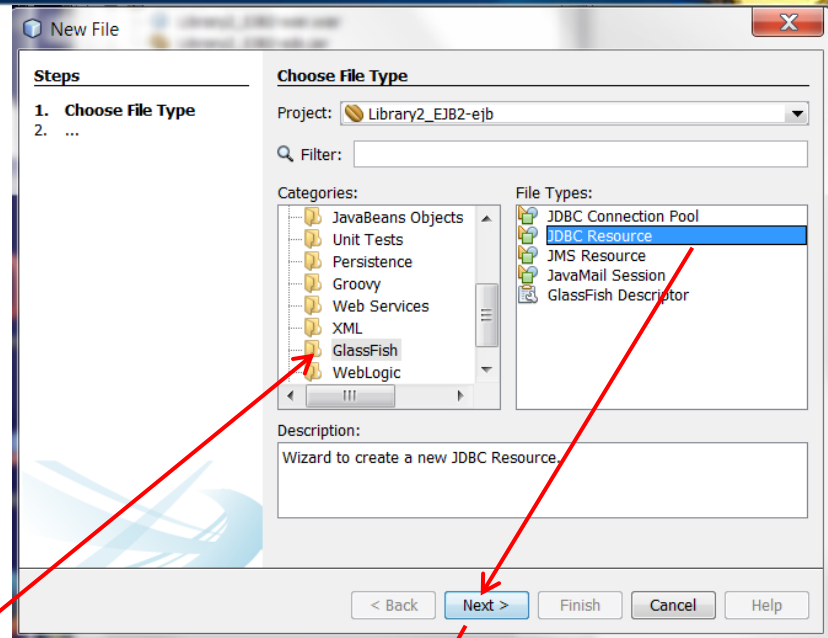 New File
Steps
1. Choose File Type
2. ...
Choose File Type
Project: Library2_EJB2-ejb
Filter:
Categories:
JavaBeans Objects
Unit Tests
Persistence
Groovy
Web Services
XML
GlassFish
WebLogic
File Types:
JDBC Connection Pool
JDBC Resource
JMS Resource
JavaMail Session
GlassFish Descriptor
Description:
Wizard to create a new JDBC Resource.
< Back Next > Finish Cancel Help